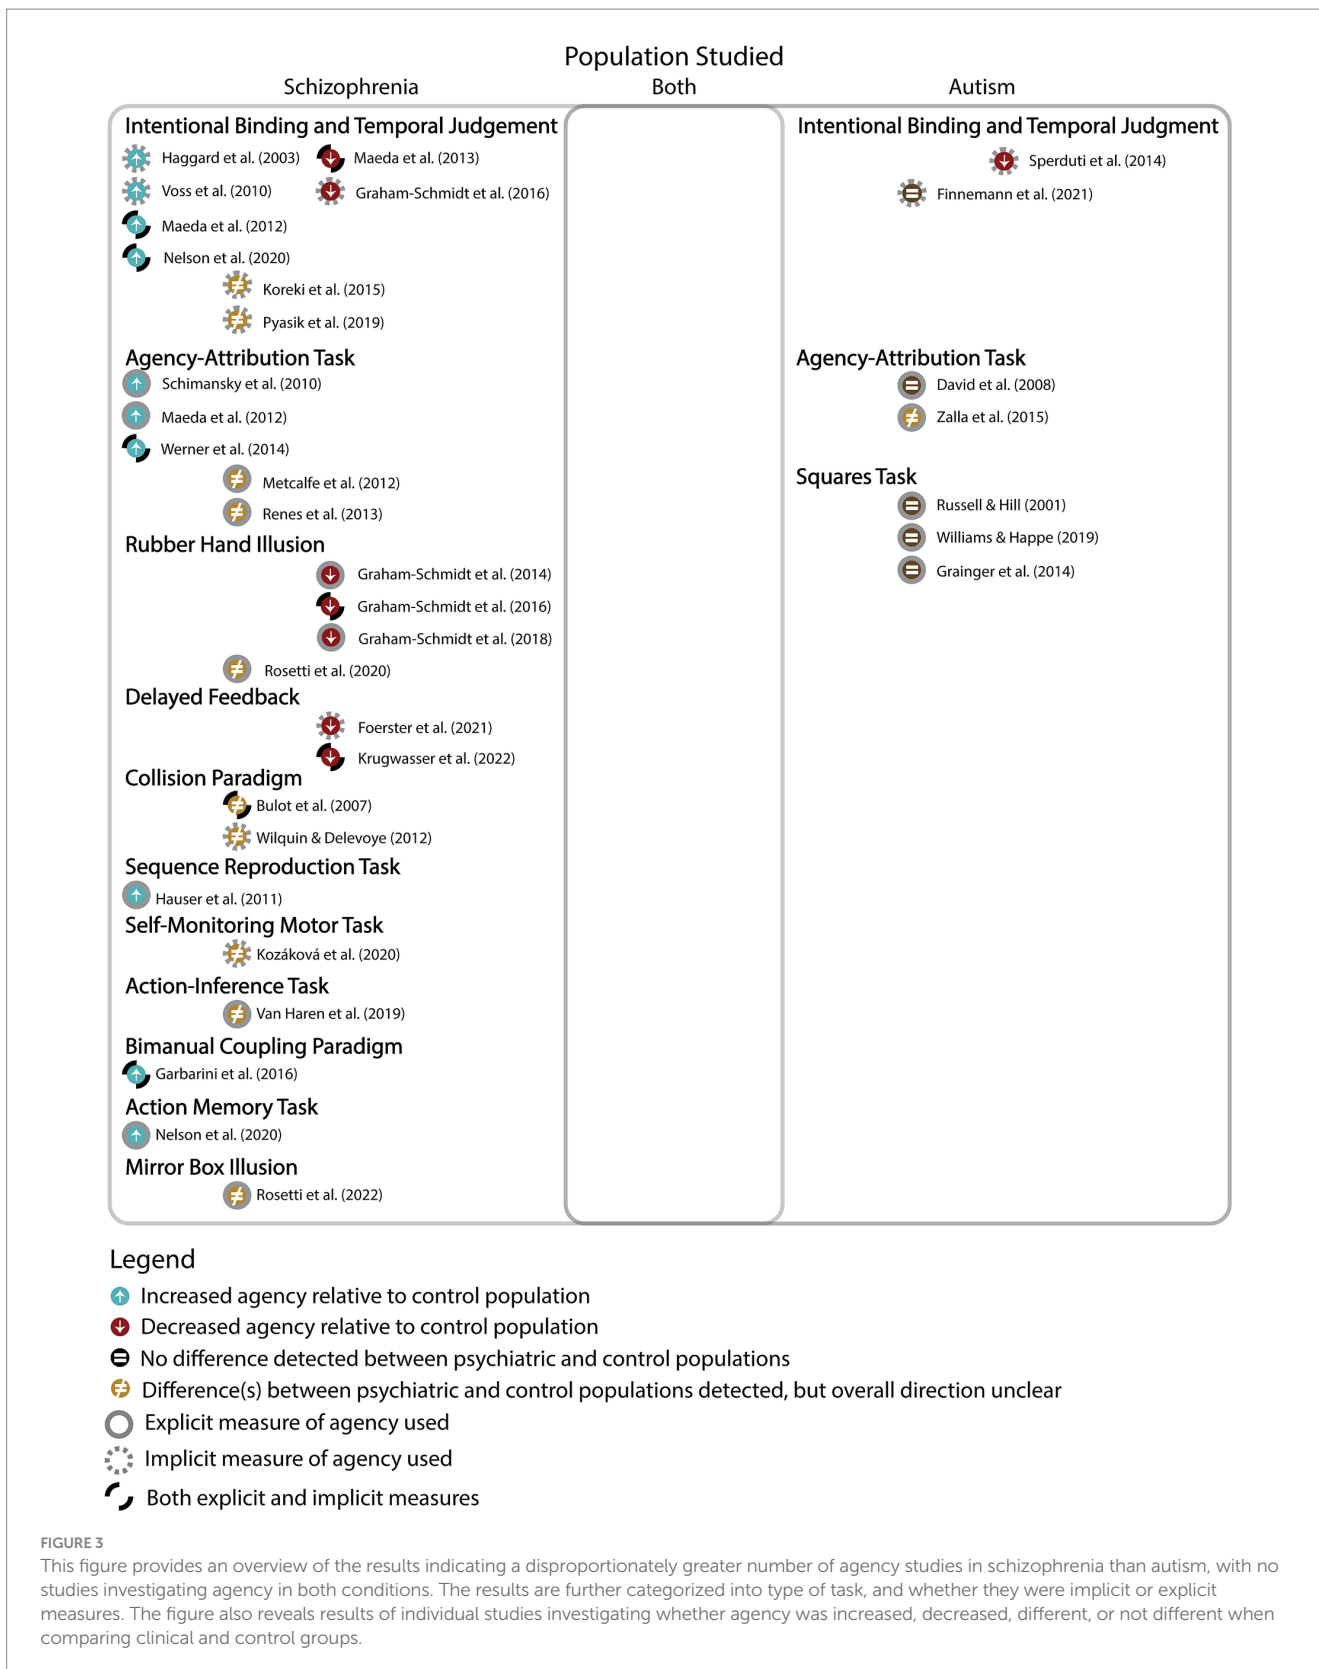 Population Studied
Schizophrenia
Both
Autism
Intentional Binding and Temporal Judgement
Haggard et al. (2003)
Maeda et al. (2013)
Voss et al. (2010)
Graham-Schmidt et al. (2016)
Maeda et al. (2012)
Nelson et al. (2020)
Koreki et al. (2015)
Pyasik et al. (2019)
Agency-Attribution Task
Schimansky et al. (2010)
Maeda et al. (2012)
Werner et al. (2014)
Metcalfe et al. (2012)
Renes et al. (2013)
Rubber Hand Illusion
Graham-Schmidt et al. (2014)
Graham-Schmidt et al. (2016)
Graham-Schmidt et al. (2018)
Rosetti et al. (2020)
Delayed Feedback
Foerster et al. (2021)
Krugwasser et al. (2022)
Collision Paradigm
Bulot et al. (2007)
Wilquin & Delevoye (2012)
Sequence Reproduction Task
Hauser et al. (2011)
Self-Monitoring Motor Task
Kozáková et al. (2020)
Action-Inference Task
Van Haren et al. (2019)
Bimanual Coupling Paradigm
Garbarini et al. (2016)
Action Memory Task
Nelson et al. (2020)
Mirror Box Illusion
Rosetti et al. (2022)
Intentional Binding and Temporal Judgment
Sperduti et al. (2014)
Finnemann et al. (2021)
Agency-Attribution Task
David et al. (2008)
Zalla et al. (2015)
Squares Task
Russell & Hill (2001)
Williams & Happe (2019)
Grainger et al. (2014)
Legend
Increased agency relative to control population
Decreased agency relative to control population
No difference detected between psychiatric and control populations
Difference(s) between psychiatric and control populations detected, but overall direction unclear
Explicit measure of agency used
Implicit measure of agency used
Both explicit and implicit measures
FIGURE 3
This figure provides an overview of the results indicating a disproportionately greater number of agency studies in schizophrenia than autism, with no
studies investigating agency in both conditions. The results are further categorized into type of task, and whether they were implicit or explicit
measures. The figure also reveals results of individual studies investigating whether agency was increased, decreased, different, or not different when
comparing clinical and control groups.